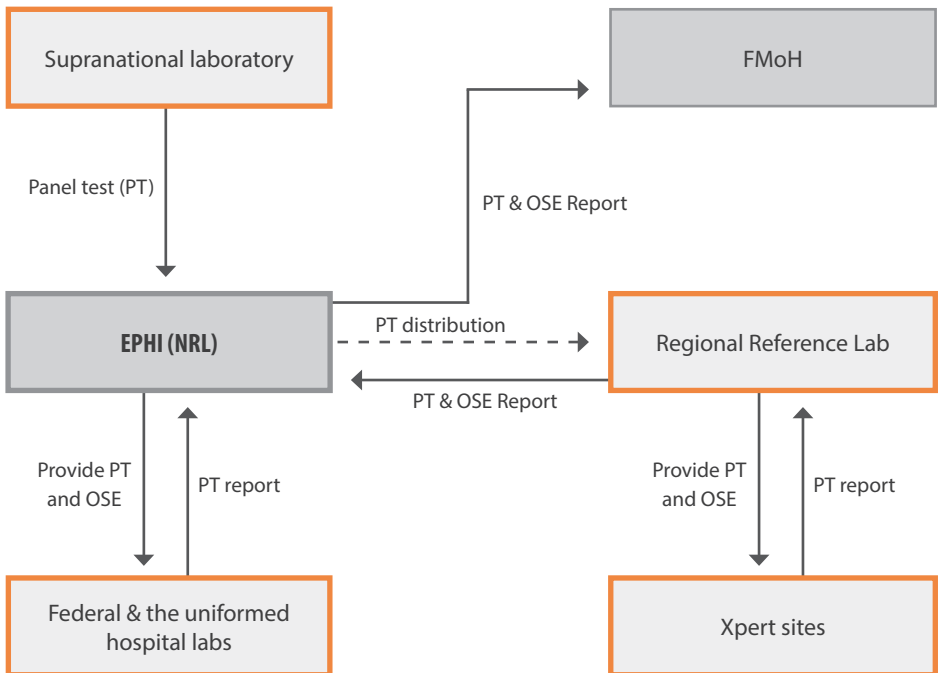 Supranational laboratory
FMoH
Panel test (PT)
PT & OSE Report
EPHI (NRL)
PT distribution
Regional Reference Lab
PT & OSE Report
Provide PT
and OSE
PT report
Provide PT
and OSE
PT report
Federal & the uniformed
hospital labs
Xpert sites